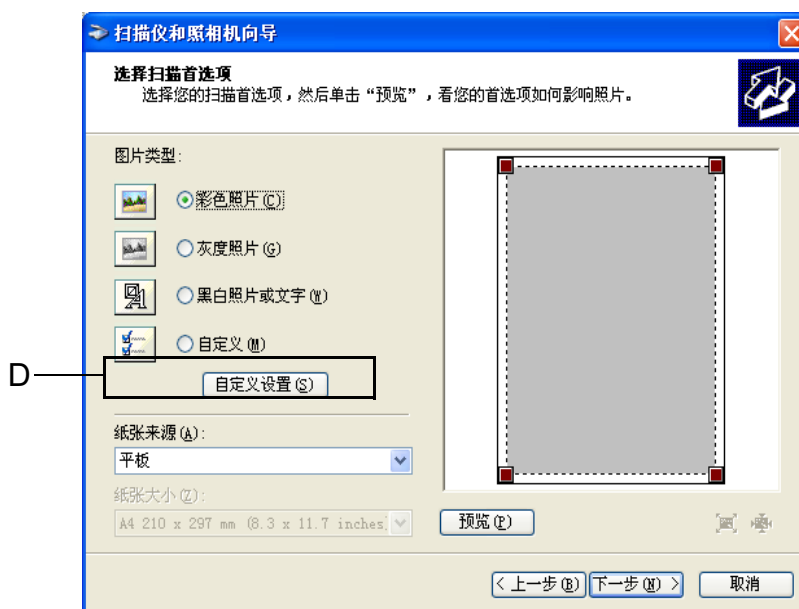 扫描仪和照相机向导
选择扫描首选项
选择您的扫描首选项，然后单击“预览”，看您的首选项如何影响照片。
图片类型:
彩色照片(C)
灰度照片(G)
黑白照片或文字(W)
自定义(M)
D
自定义设置(S)
纸张来源(A):
平板
纸张大小(Z):
A4 210 x 297 mm (8.3 x 11.7 inches)
预览(P)
< 上一步(B) 下一步(N) > 取消